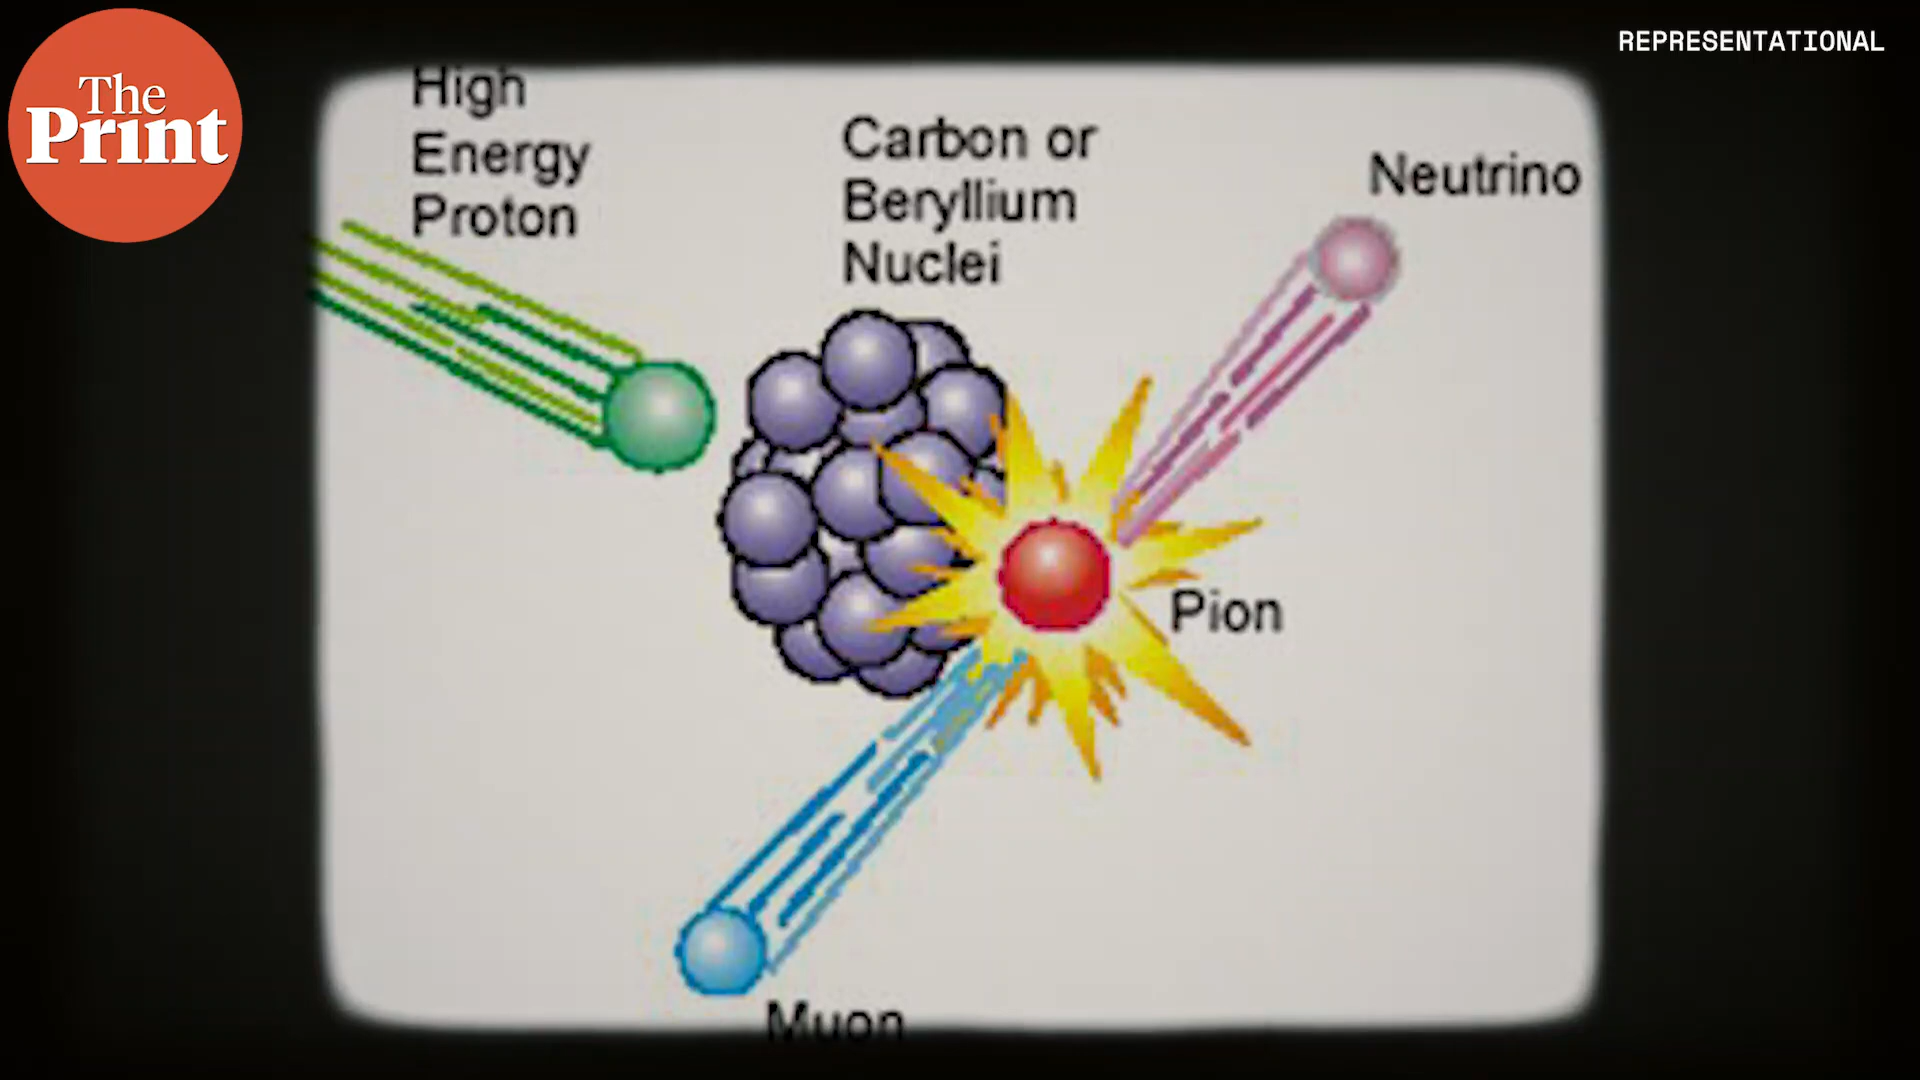 The
Print
REPRESENTATIONAL
High
Energy
Proton
Carbon or
Beryllium
Nuclei
Neutrino
Pion
Muon